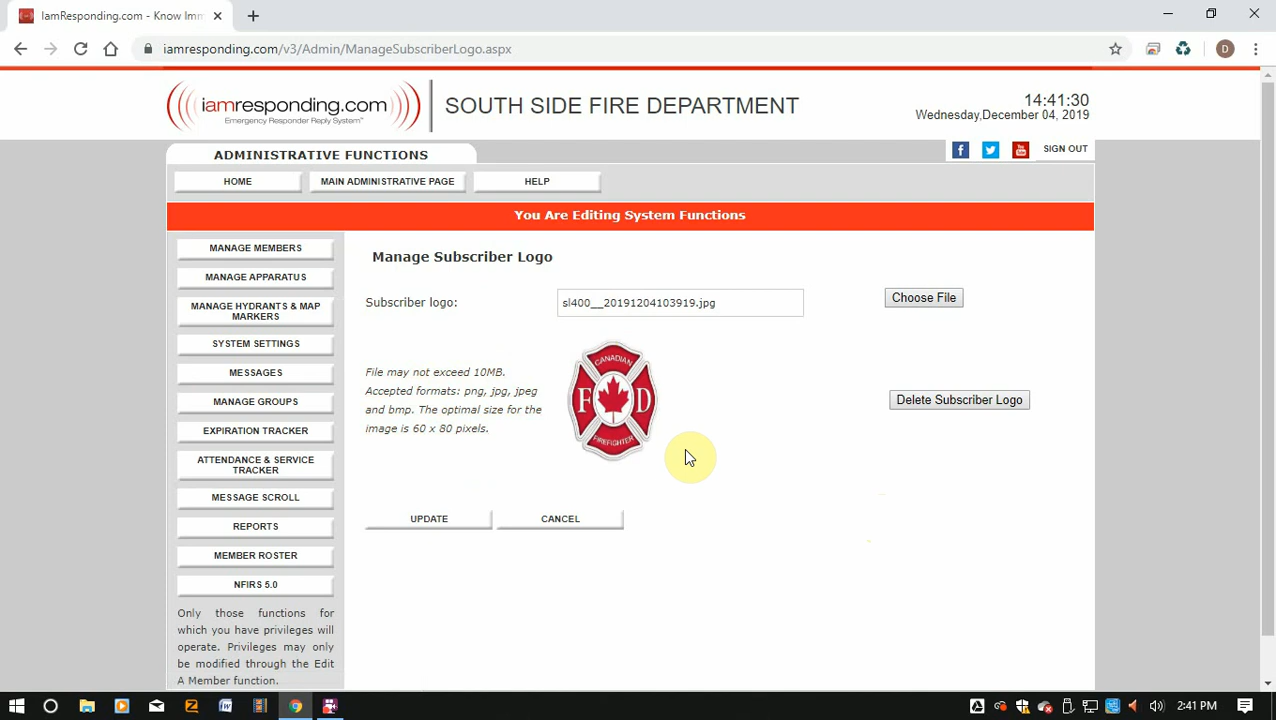 IamResponding.com - Know Imm
iamresponding.com/v3/Admin/ManageSubscriberLogo.aspx
D
iamresponding.com
Emergency Responder Reply System™
SOUTH SIDE FIRE DEPARTMENT
14:41:30
Wednesday,December 04, 2019
ADMINISTRATIVE FUNCTIONS
f
You Tube
SIGN OUT
HOME
MAIN ADMINISTRATIVE PAGE
HELP
You Are Editing System Functions
MANAGE MEMBERS
MANAGE APPARATUS
MANAGE HYDRANTS & MAP
MARKERS
SYSTEM SETTINGS
MESSAGES
MANAGE GROUPS
EXPIRATION TRACKER
ATTENDANCE & SERVICE
TRACKER
MESSAGE SCROLL
REPORTS
MEMBER ROSTER
NFIRS 5.0
Only those functions for
which you have privileges will
operate. Privileges may only
be modified through the Edit
A Member function.
Manage Subscriber Logo
Subscriber logo:
sl400__20191204103919.jpg
Choose File
File may not exceed 10MB.
Accepted formats: png, jpg, jpeg
and bmp. The optimal size for the
image is 60 x 80 pixels.
CANADIAN
F D
FIREFIGHTER
Delete Subscriber Logo
UPDATE
CANCEL
2:41 PM